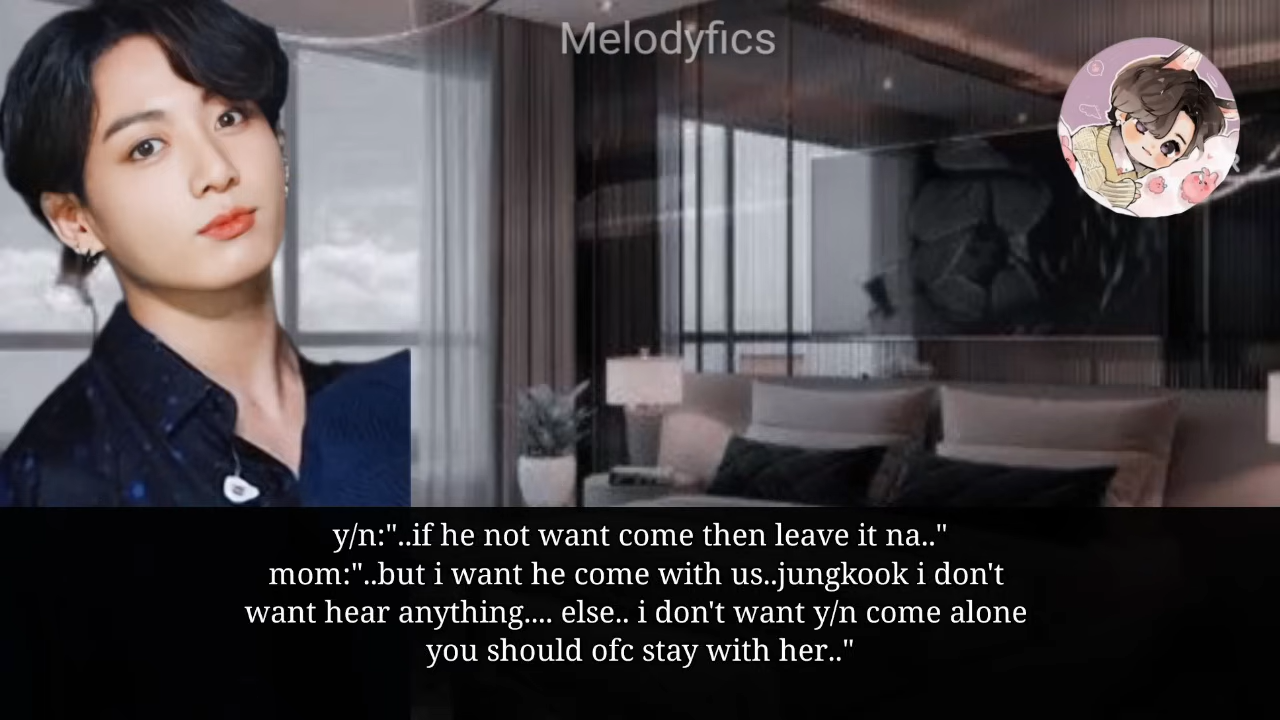 Melodyfics
y/n:"..if he not want come then leave it na.."
mom:"..but i want he come with us..jungkook i don't
want hear anything.... else.. i don't want y/n come alone
you should ofc stay with her.."